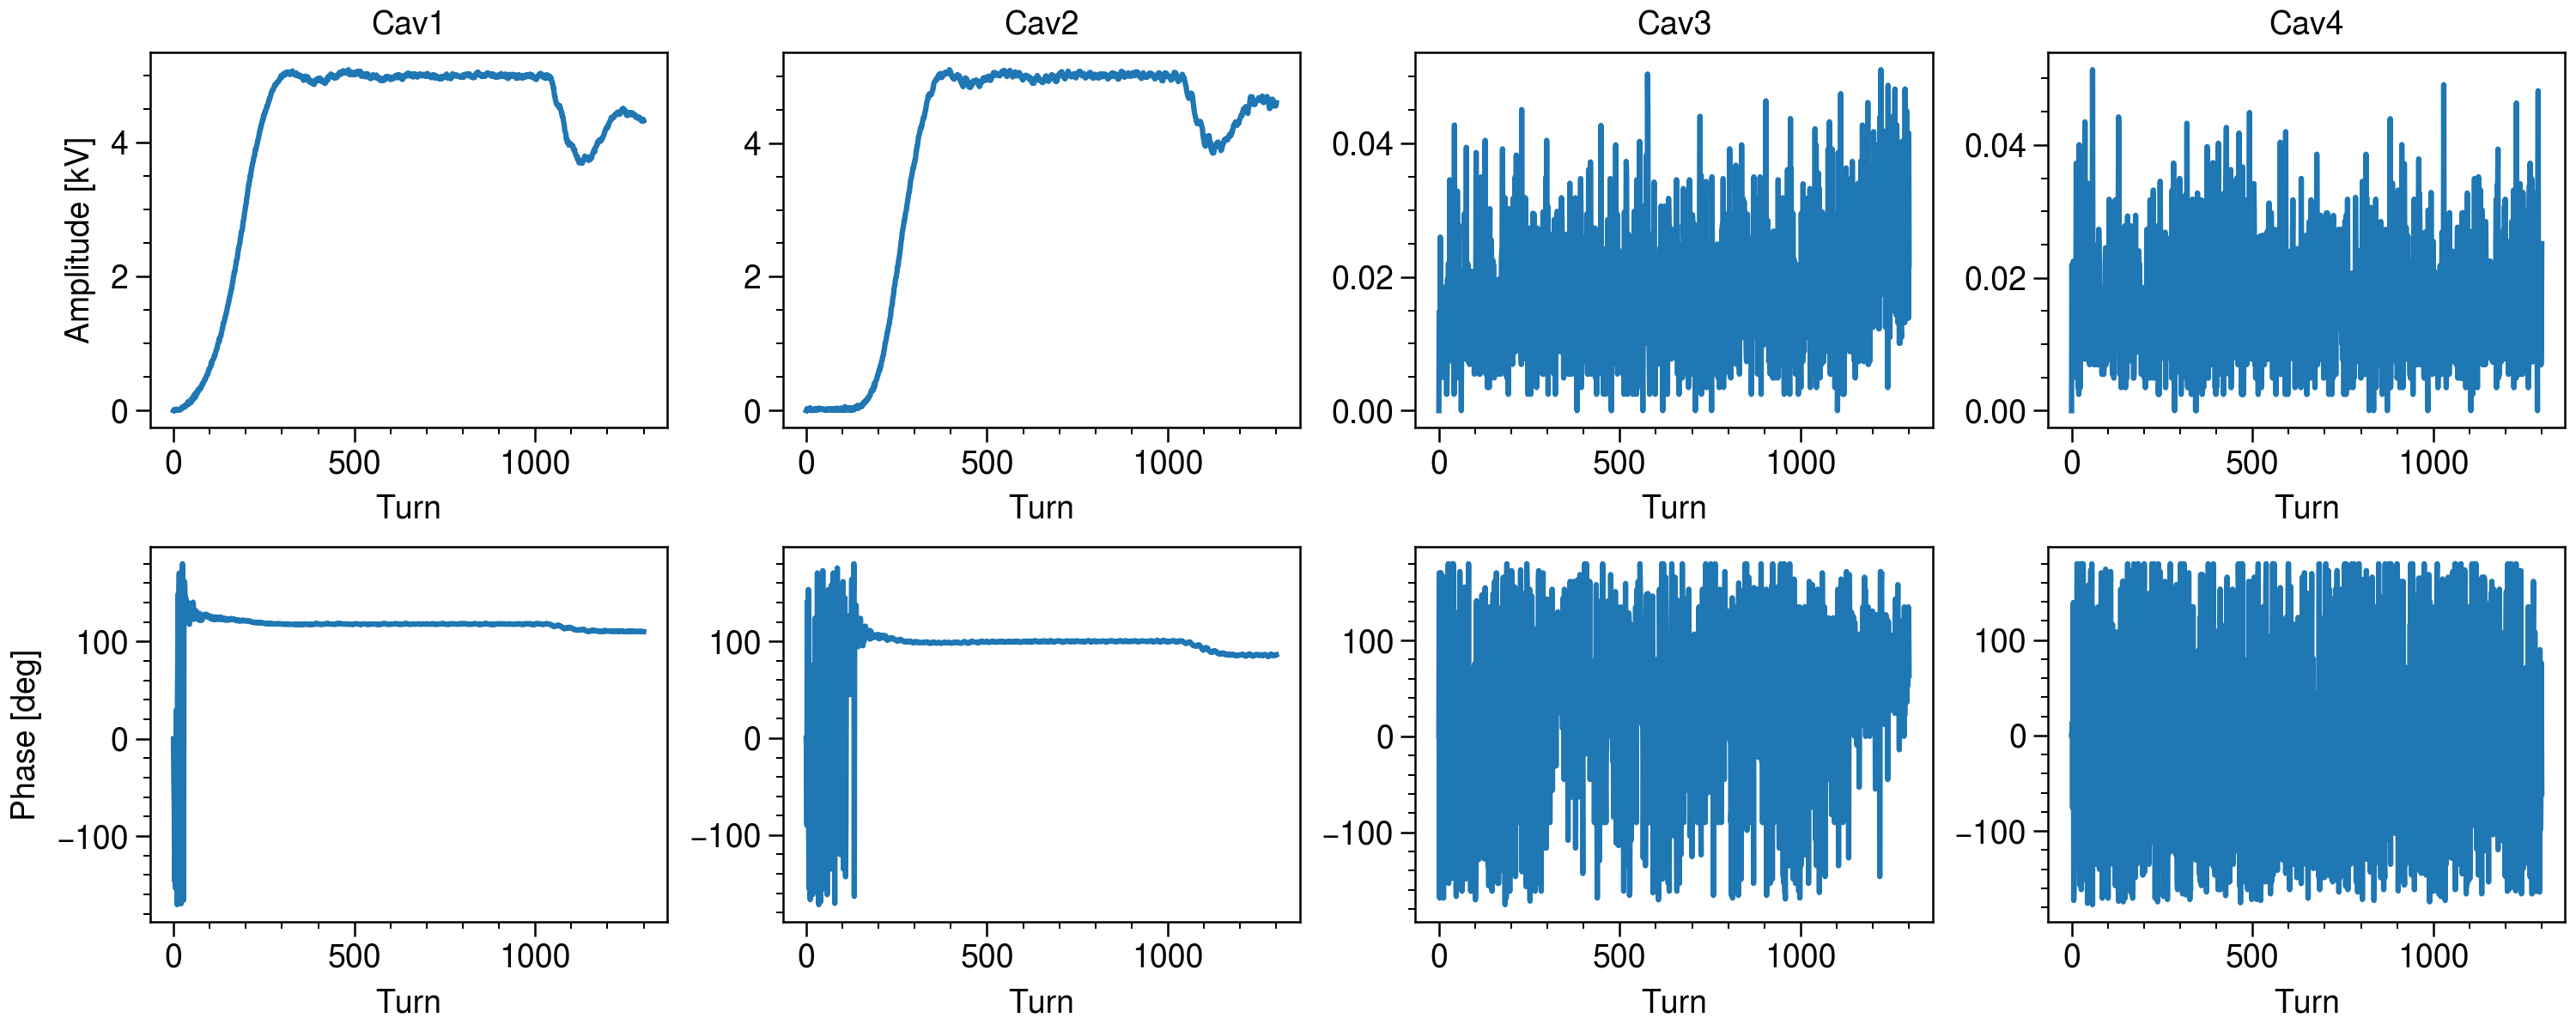 Cav1 Cav2 Cav3 Cav4
Amplitude [kV]
4 4 0.04 0.04
2 2 0.02 0.02
0 0 0.00 0.00
0 500 1000 0 500 1000 0 500 1000 0 500 1000
Turn Turn Turn Turn
Phase [deg]
100 100 100 100
0 0 0 0
−100 −100 −100 −100
0 500 1000 0 500 1000 0 500 1000 0 500 1000
Turn Turn Turn Turn